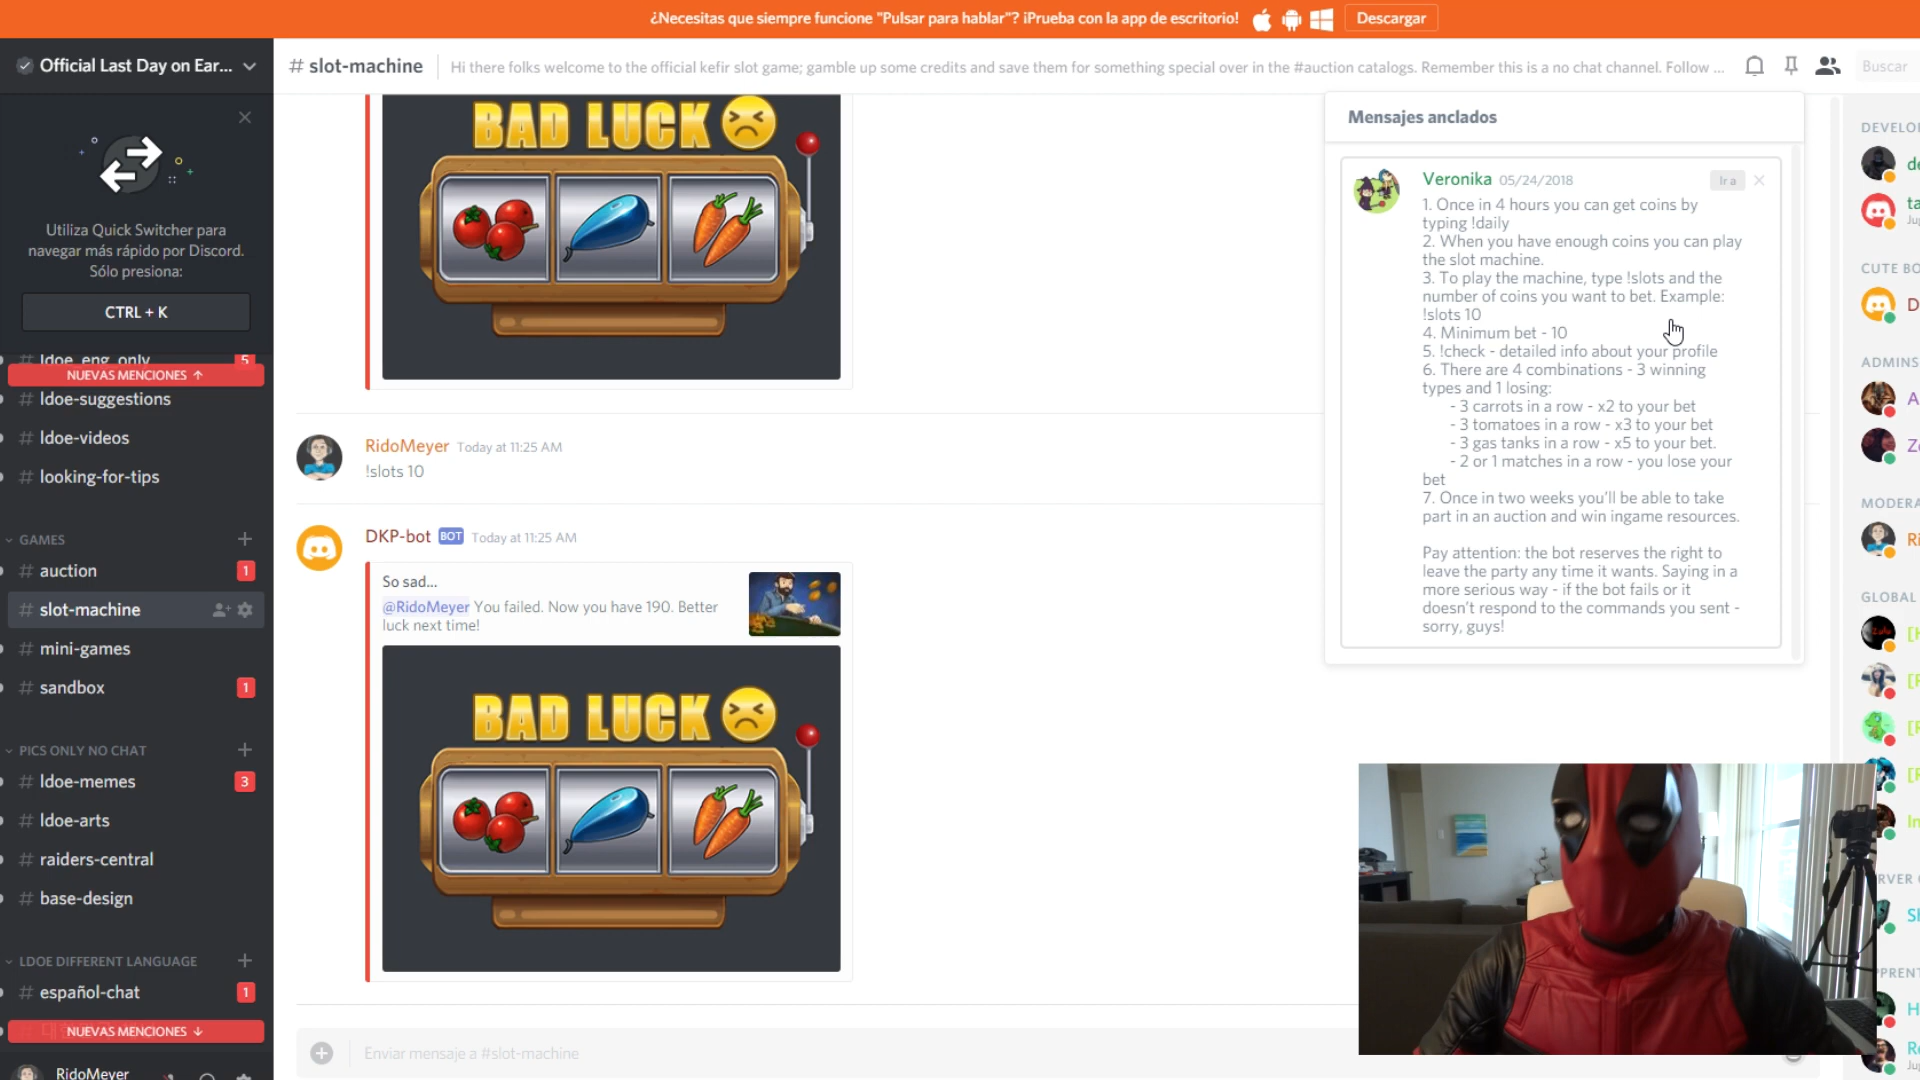 ¿Necesitas que siempre funcione "Pulsar para hablar"? ¡Prueba con la app de escritorio!
Descargar
Official Last Day on Ear...
# slot-machine
Hi there folks welcome to the official kefir slot game; gamble up some credits and save them for something special over in the #auction catalogs. Remember this is a no chat channel. Follow ...
Buscar
Utiliza Quick Switcher para
navegar más rápido por Discord.
Sólo presiona:
CTRL + K
# ldoe_eng_only
5
NUEVAS MENCIONES ↑
# ldoe-suggestions
# ldoe-videos
# looking-for-tips
GAMES
# auction
1
# slot-machine
# mini-games
# sandbox
1
PICS ONLY NO CHAT
# ldoe-memes
3
# ldoe-arts
# raiders-central
# base-design
LDOE DIFFERENT LANGUAGE
# español-chat
1
NUEVAS MENCIONES ↓
RidoMeyer
BAD LUCK
RidoMeyer Today at 11:25 AM
!slots 10
DKP-bot BOT Today at 11:25 AM
So sad...
@RidoMeyer You failed. Now you have 190. Better
luck next time!
BAD LUCK
Enviar mensaje a #slot-machine
Mensajes anclados
Veronika 05/24/2018
Ir a
1. Once in 4 hours you can get coins by
typing !daily
2. When you have enough coins you can play
the slot machine.
3. To play the machine, type !slots and the
number of coins you want to bet. Example:
!slots 10
4. Minimum bet - 10
5. !check - detailed info about your profile
6. There are 4 combinations - 3 winning
types and 1 losing:
- 3 carrots in a row - x2 to your bet
- 3 tomatoes in a row - x3 to your bet
- 3 gas tanks in a row - x5 to your bet.
- 2 or 1 matches in a row - you lose your
bet
7. Once in two weeks you'll be able to take
part in an auction and win ingame resources.
Pay attention: the bot reserves the right to
leave the party any time it wants. Saying in a
more serious way - if the bot fails or it
doesn't respond to the commands you sent -
sorry, guys!
DEVELO
de
ta
CUTE BO
D
ADMINS
A
Z
MODERA
Ri
GLOBAL
In
RVER
Sh
PPREN
H
Re